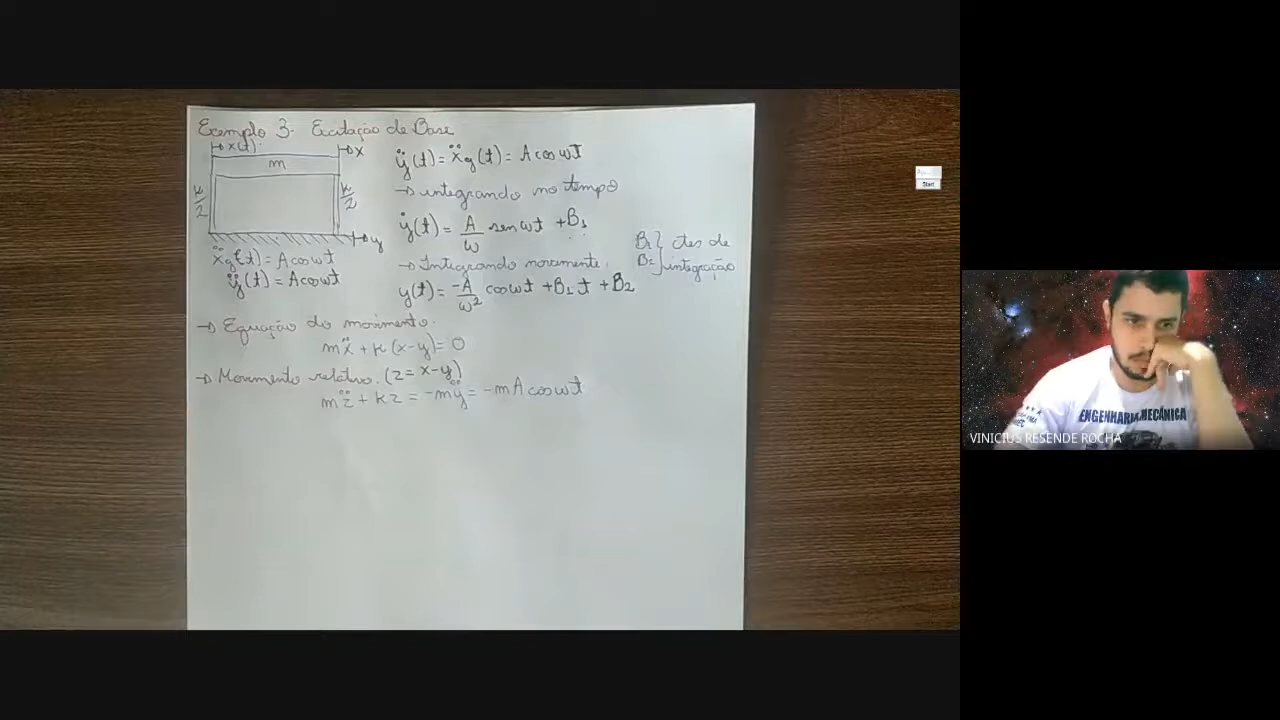 Exemplo 3- Excitação de Base
x(t)
x
m
k/2
k/2
y
ẍg(t) = A cos ωt
ÿ(t) = A cos ωt
ÿ(t) = ẍg(t) = A cos ωt
→ integrando no tempo
ẏ(t) = A/ω sen ωt + B1
→ Integrando novamente.
y(t) = -A/ω² cos ωt + B1 t + B2
B1 } ctes de
B2 } integração
→ Equação do movimento.
mẍ + k(x-y) = 0
→ Movimento relativo. (z = x-y)
mz̈ + kz = -mÿ = -mA cos ωt
Start
ENGENHARIA MECÂNICA
VINICIUS RESENDE ROCHA